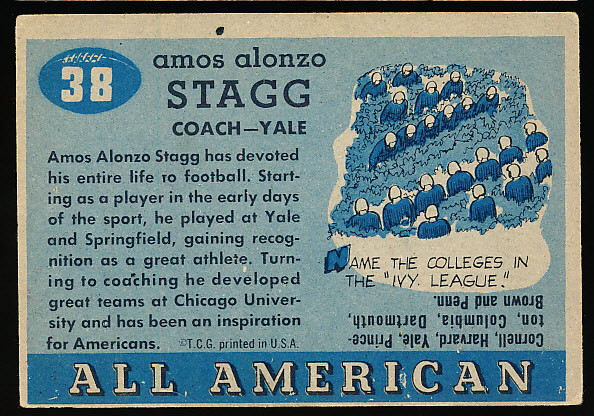 38
amos alonzo
STAGG
COACH—YALE
Amos Alonzo Stagg has devoted
his entire life to football. Start-
ing as a player in the early days
of the sport, he played at Yale
and Springfield, gaining recog-
nition as a great athlete. Turn-
ing to coaching he developed
great teams at Chicago Univer-
sity and has been an inspiration
for Americans. ©T.C.G. printed in U.S.A.
NAME THE COLLEGES IN
THE "IVY LEAGUE."
Cornell, Harvard, Yale, Prince-
ton, Columbia, Dartmouth,
Brown and Penn.
ALL AMERICAN